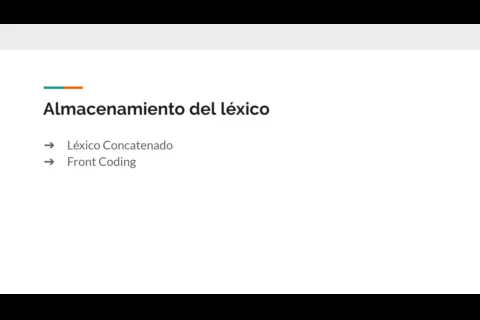 Almacenamiento del léxico
➔ Léxico Concatenado
➔ Front Coding